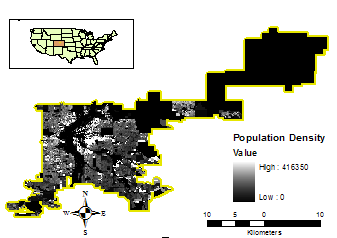 Population Density
Value
High : 416350
Low : 0
N
W E
S
10 5 0 10
Kilometers